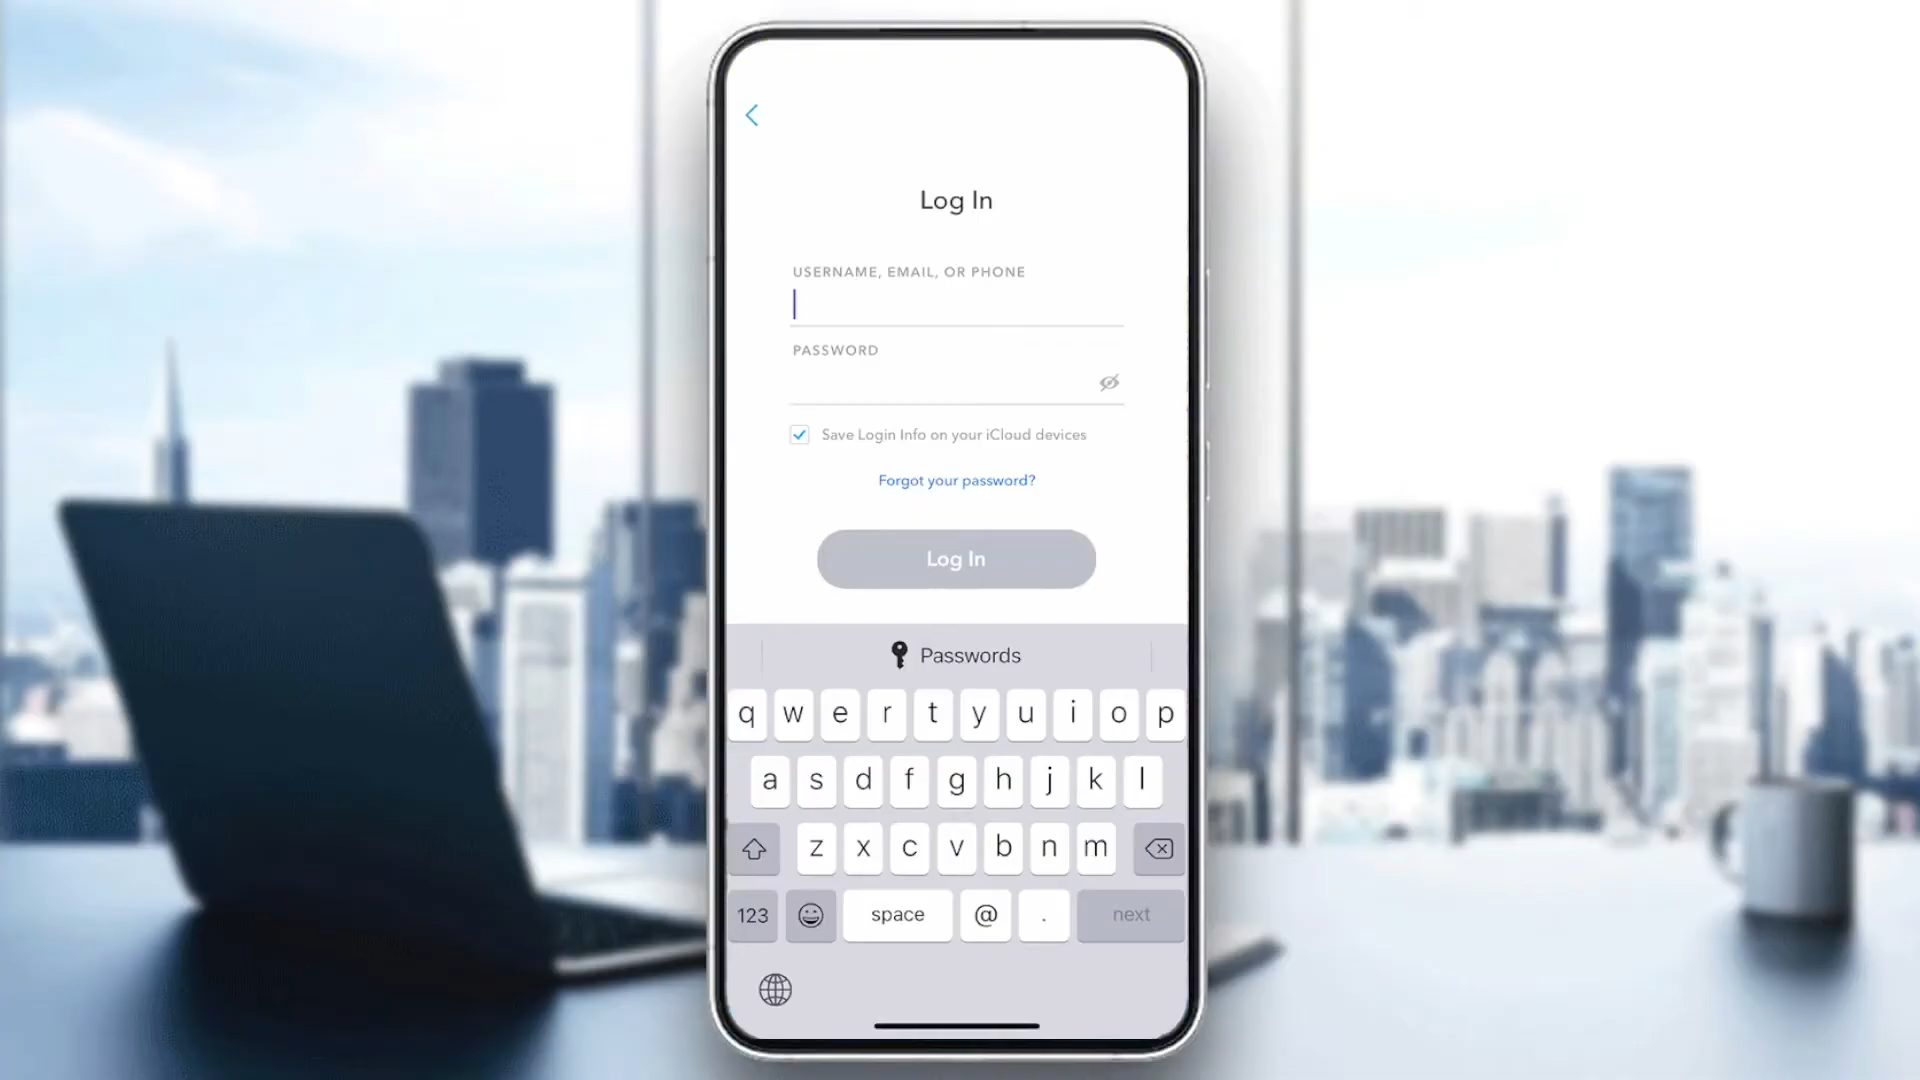 Log In
USERNAME, EMAIL, OR PHONE
PASSWORD
Save Login Info on your iCloud devices
Forgot your password?
Log In
Passwords
q w e r t y u i o p
a s d f g h j k l
z x c v b n m
123 space @ . next